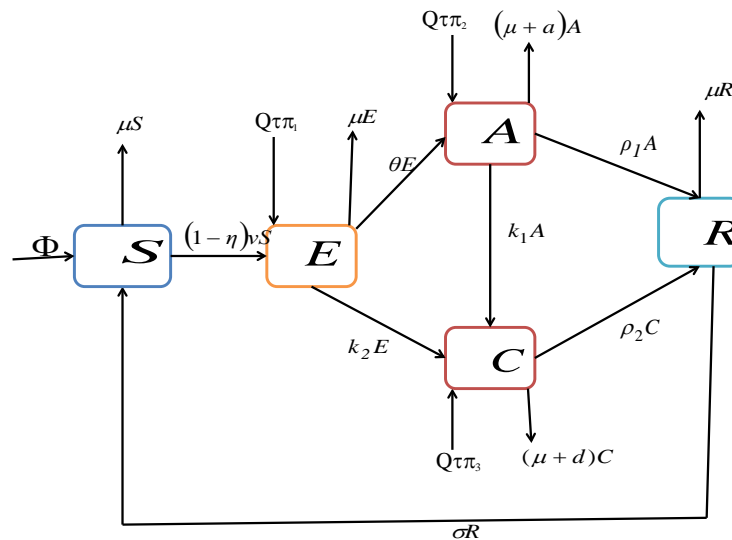 Qτπ₂
(μ + a)A
μS
Qτπ₁
μE
μR
A
θE
ρ₁A
Φ
S
(1 − η)νS
E
k₁A
R
k₂E
C
ρ₂C
Qτπ₃
(μ + d)C
σR